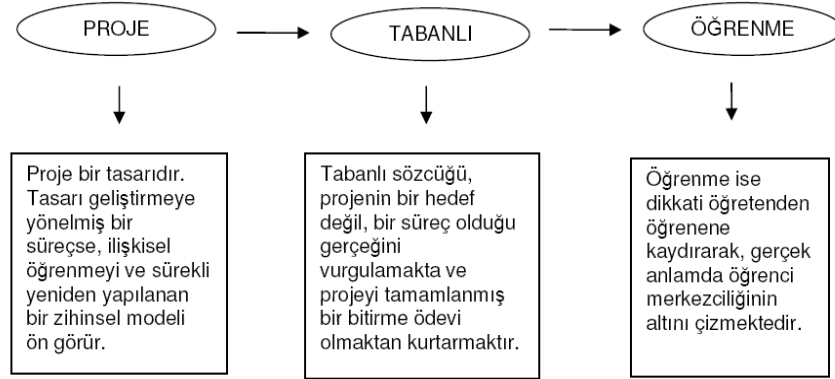 PROJE
TABANLI
ÖĞRENME
Proje bir tasarıdır.
Tasarı geliştirmeye
yönelmiş bir
süreçse, ilişkisel
öğrenmeyi ve sürekli
yeniden yapılanan
bir zihinsel modeli
ön görür.
Tabanlı sözcüğü,
projenin bir hedef
değil, bir süreç olduğu
gerçeğini
vurgulamakta ve
projeyi tamamlanmış
bir bitirme ödevi
olmaktan kurtarmaktır.
Öğrenme ise
dikkati öğretenden
öğrenene
kaydırarak, gerçek
anlamda öğrenci
merkezciliğinin
altını çizmektedir.